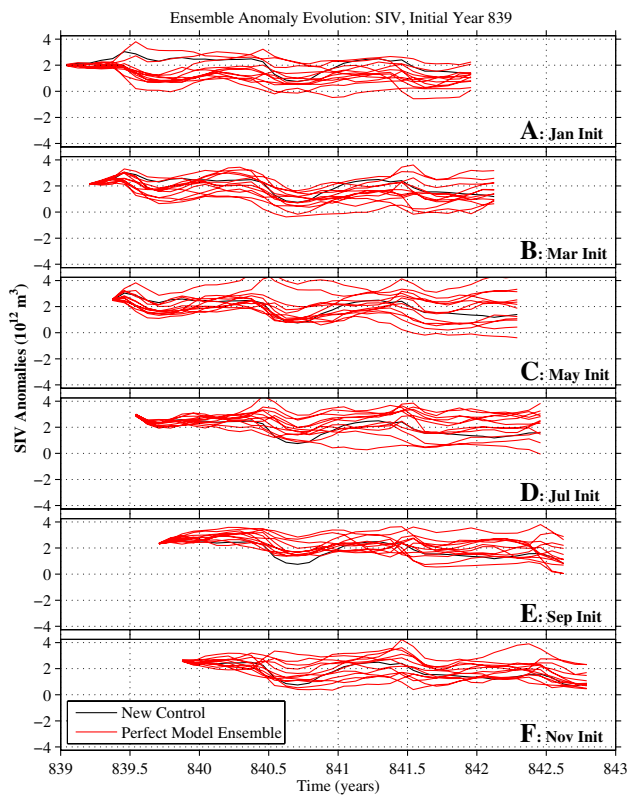 Ensemble Anomaly Evolution: SIV, Initial Year 839
SIV Anomalies (10¹² m³)
4
2
0
−2
−4
A: Jan Init
4
2
0
−2
−4
B: Mar Init
4
2
0
−2
−4
C: May Init
4
2
0
−2
−4
D: Jul Init
4
2
0
−2
−4
E: Sep Init
4
2
0
−2
−4
F: Nov Init
New Control
Perfect Model Ensemble
839 839.5 840 840.5 841 841.5 842 842.5 843
Time (years)